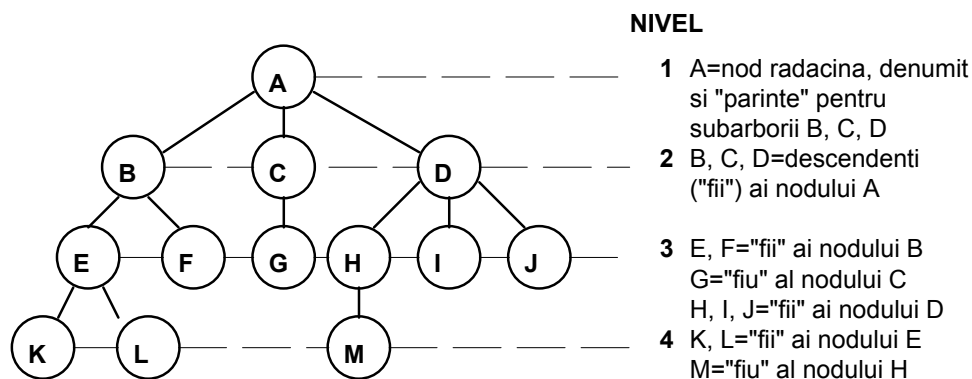 NIVEL
A
1 A=nod radacina, denumit
si "parinte" pentru
subarborii B, C, D
B C D
2 B, C, D=descendenti
("fii") ai nodului A
E F G H I J
3 E, F="fii" ai nodului B
G="fiu" al nodului C
H, I, J="fii" ai nodului D
K L M
4 K, L="fii" ai nodului E
M="fiu" al nodului H